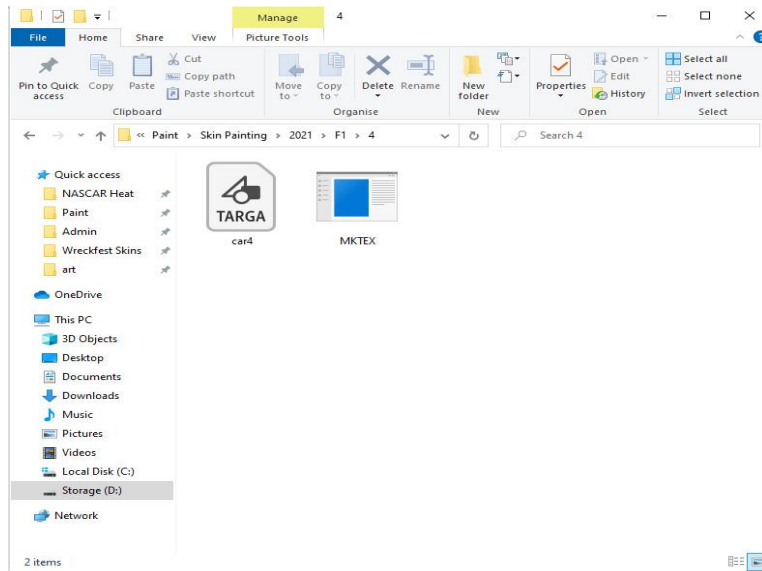 Manage 4
File Home Share View Picture Tools
Pin to Quick access
Copy
Paste
Cut
Copy path
Paste shortcut
Clipboard
Move to
Copy to
Delete
Rename
Organise
New folder
New
Properties
Open
Edit
History
Open
Select all
Select none
Invert selection
Select
« Paint > Skin Painting > 2021 > F1 > 4
Search 4
Quick access
NASCAR Heat
Paint
Admin
Wreckfest Skins
art
OneDrive
This PC
3D Objects
Desktop
Documents
Downloads
Music
Pictures
Videos
Local Disk (C:)
Storage (D:)
Network
TARGA
car4
MKTEX
2 items